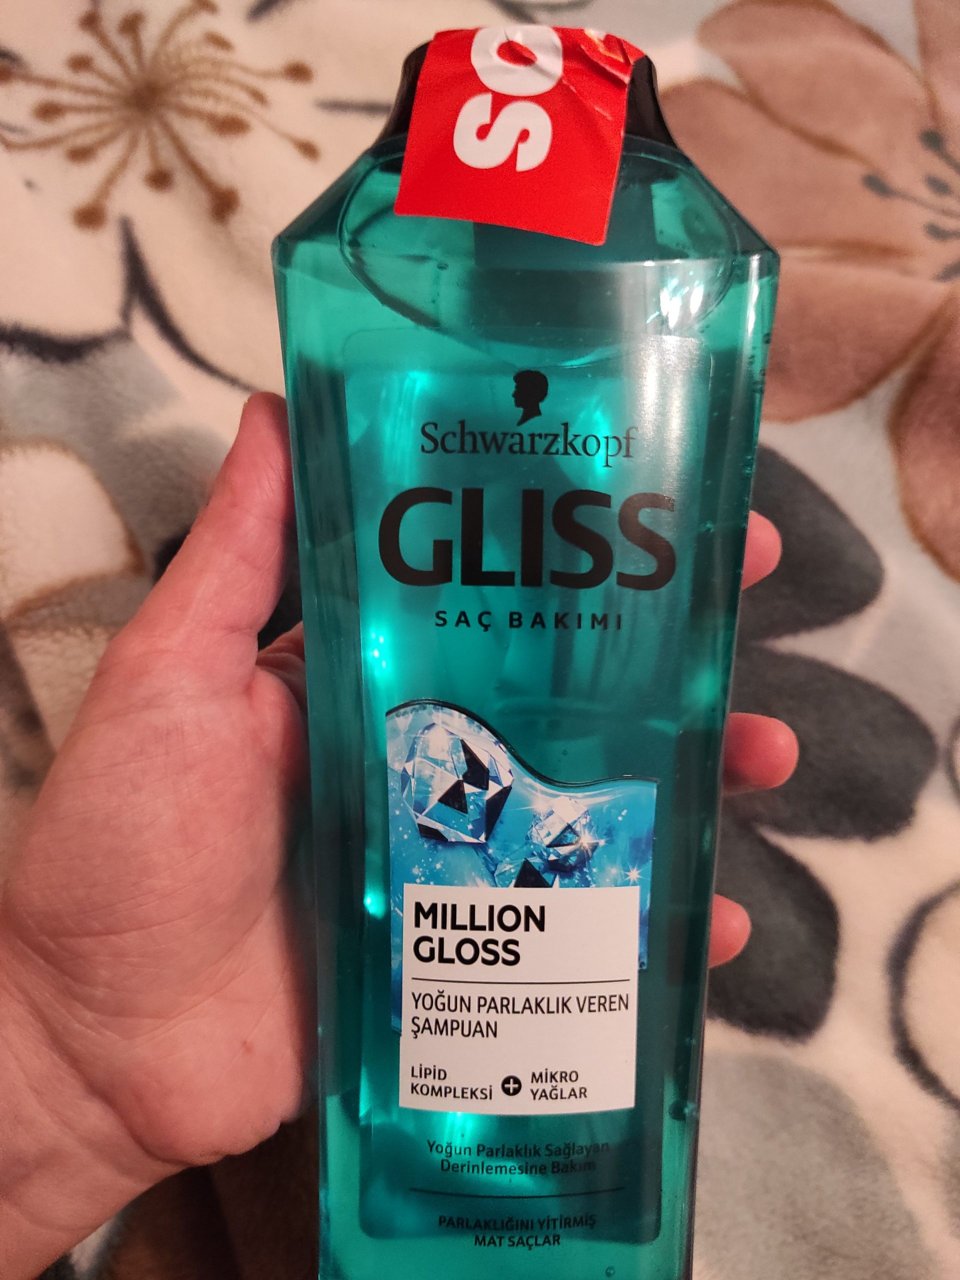 Schwarzkopf
GLISS
SAÇ BAKIMI
MILLION
GLOSS
YOĞUN PARLAKLIK VEREN
ŞAMPUAN
LİPİD
KOMPLEKSİ + MİKRO
YAĞLAR
Yoğun Parlaklık Sağlayan
Derinlemesine Bakım
PARLAKLIĞINI YİTİRMİŞ
MAT SAÇLAR